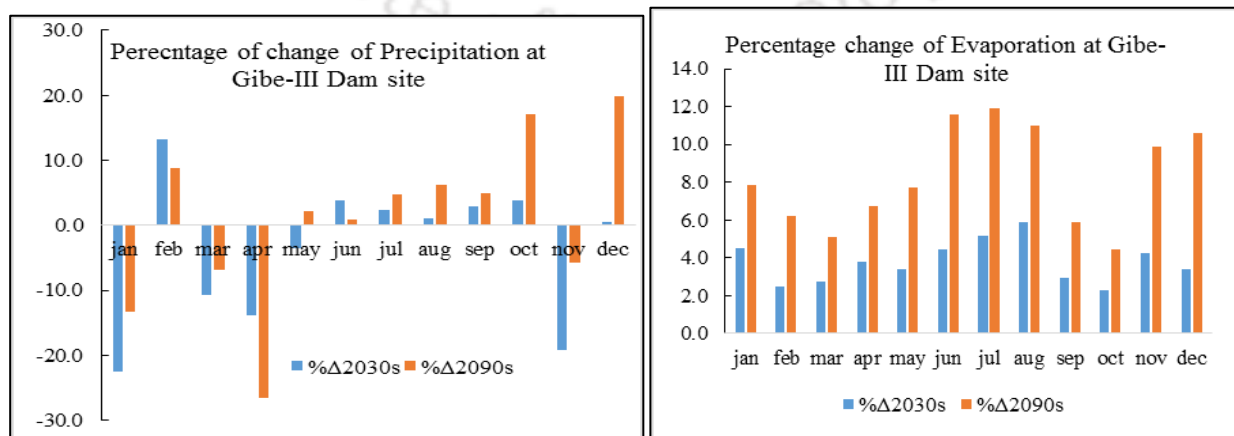 Perecntage of change of Precipitation at
Gibe-III Dam site
30.0
20.0
10.0
0.0
-10.0
-20.0
-30.0
jan feb mar apr may jun jul aug sep oct nov dec
%Δ2030s %Δ2090s
Percentage change of Evaporation at Gibe-
III Dam site
14.0
12.0
10.0
8.0
6.0
4.0
2.0
0.0
jan feb mar apr may jun jul aug sep oct nov dec
%Δ2030s %Δ2090s